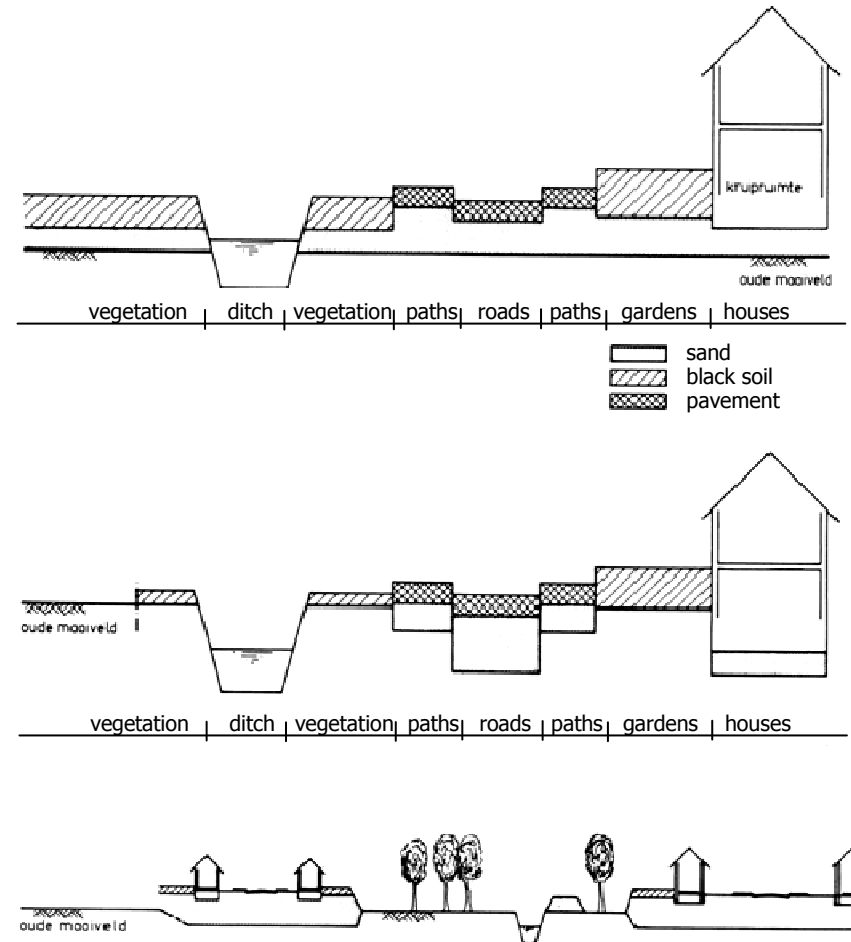 kruipruimte
oude maaiveld
vegetation ditch vegetation paths roads paths gardens houses
sand
black soil
pavement
oude maaiveld
vegetation ditch vegetation paths roads paths gardens houses
oude maaiveld